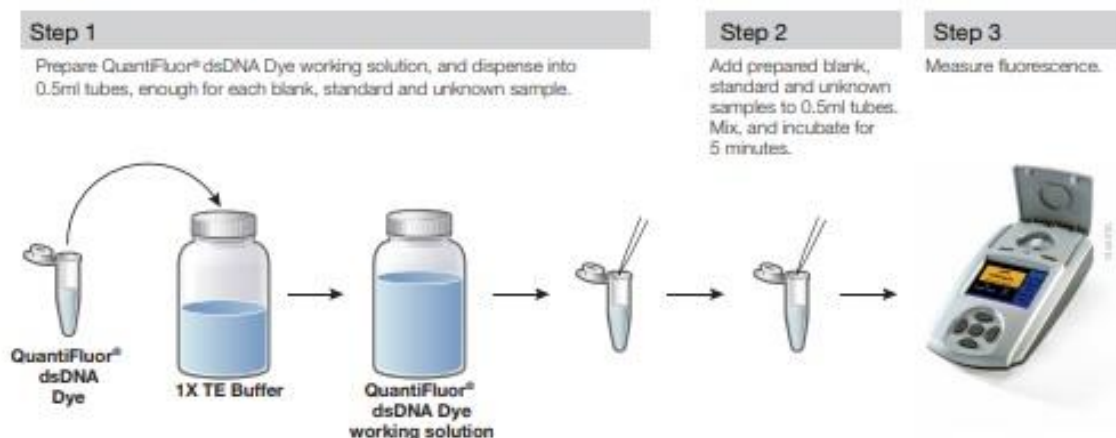 Step 1
Prepare QuantiFluor® dsDNA Dye working solution, and dispense into
0.5ml tubes, enough for each blank, standard and unknown sample.
Step 2
Add prepared blank,
standard and unknown
samples to 0.5ml tubes.
Mix, and incubate for
5 minutes.
Step 3
Measure fluorescence.
QuantiFluor®
dsDNA
Dye
1X TE Buffer
QuantiFluor®
dsDNA Dye
working solution